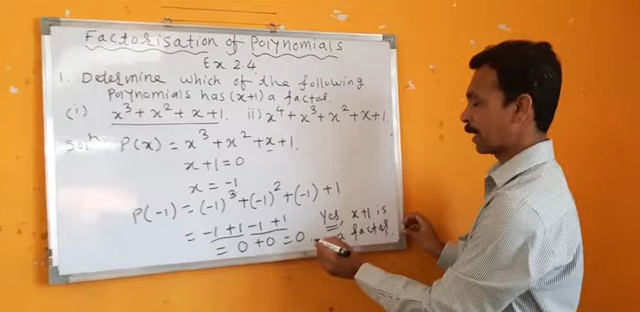 Factorisation of Polynomials
Ex 2.4
1. Determine which of the following
Polynomials has (x+1) a factor.
(i) x³+x²+x+1. ii) x⁴+x³+x²+x+1.
Solⁿ. P(x) = x³+x²+x+1.
x+1=0
x=-1
P(-1) = (-1)³+(-1)²+(-1)+1
= -1+1-1+1
= 0+0=0.
Yes, x+1 is
a factor.